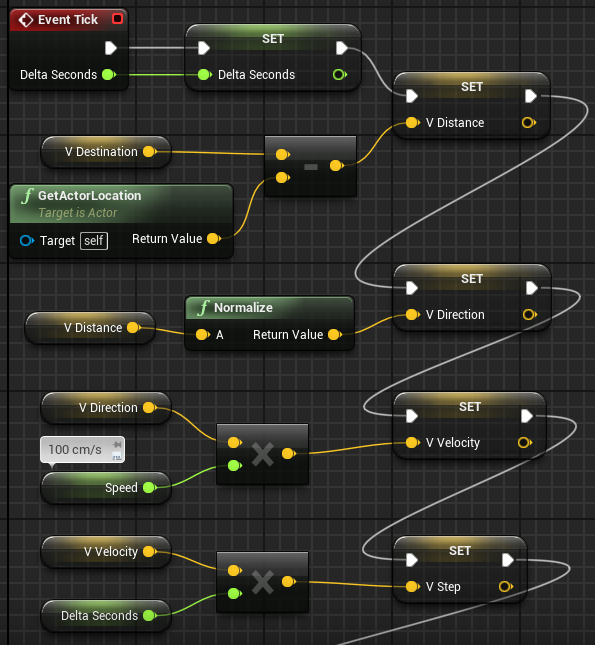 Event Tick
Delta Seconds
SET
Delta Seconds
SET
V Distance
V Destination
-
f GetActorLocation
Target is Actor
Target self
Return Value
SET
V Direction
V Distance
f Normalize
A
Return Value
SET
V Velocity
V Direction
100 cm/s
Speed
X
SET
V Step
V Velocity
Delta Seconds
X